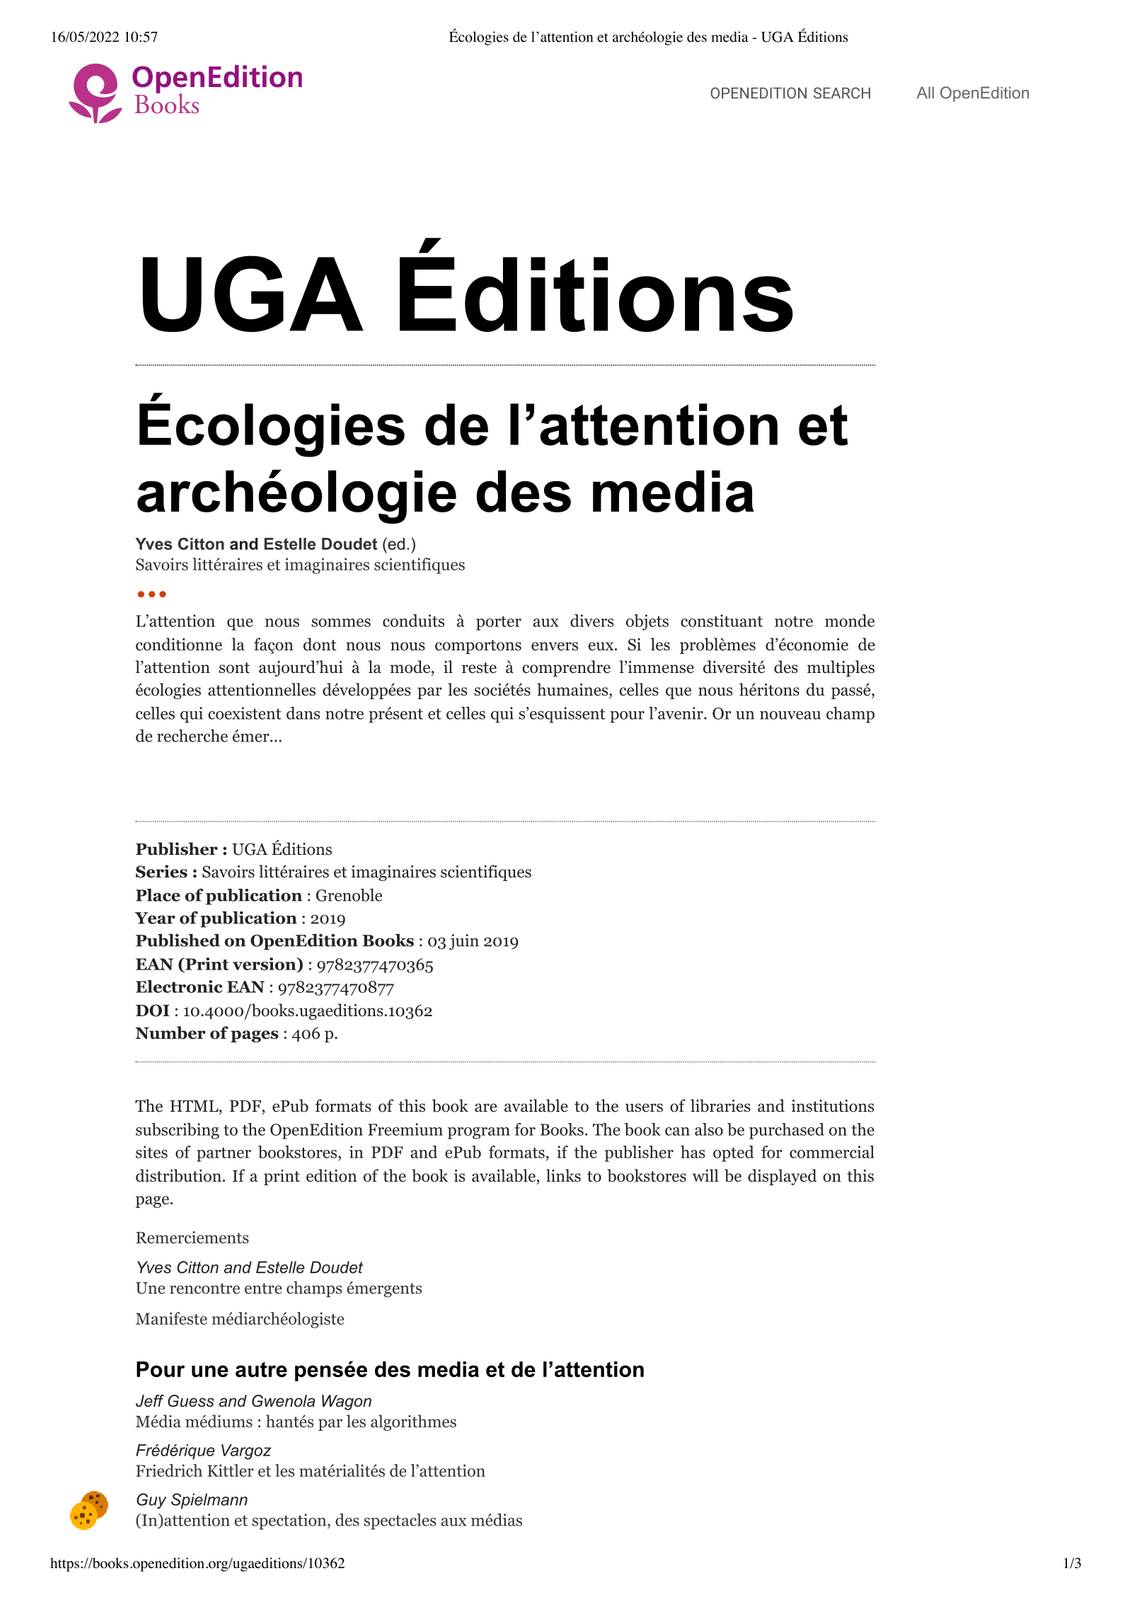 16/05/2022 10:57
Écologies de l’attention et archéologie des media - UGA Éditions
OpenEdition
Books
OPENEDITION SEARCH
All OpenEdition
UGA Éditions
Écologies de l’attention et
archéologie des media
Yves Citton and Estelle Doudet (ed.)
Savoirs littéraires et imaginaires scientifiques
L’attention que nous sommes conduits à porter aux divers objets constituant notre monde
conditionne la façon dont nous nous comportons envers eux. Si les problèmes d’économie de
l’attention sont aujourd’hui à la mode, il reste à comprendre l’immense diversité des multiples
écologies attentionnelles développées par les sociétés humaines, celles que nous héritons du passé,
celles qui coexistent dans notre présent et celles qui s’esquissent pour l’avenir. Or un nouveau champ
de recherche émer...
Publisher : UGA Éditions
Series : Savoirs littéraires et imaginaires scientifiques
Place of publication : Grenoble
Year of publication : 2019
Published on OpenEdition Books : 03 juin 2019
EAN (Print version) : 9782377470365
Electronic EAN : 9782377470877
DOI : 10.4000/books.ugaeditions.10362
Number of pages : 406 p.
The HTML, PDF, ePub formats of this book are available to the users of libraries and institutions
subscribing to the OpenEdition Freemium program for Books. The book can also be purchased on the
sites of partner bookstores, in PDF and ePub formats, if the publisher has opted for commercial
distribution. If a print edition of the book is available, links to bookstores will be displayed on this
page.
Remerciements
Yves Citton and Estelle Doudet
Une rencontre entre champs émergents
Manifeste médiarchéologiste
Pour une autre pensée des media et de l’attention
Jeff Guess and Gwenola Wagon
Média médiums : hantés par les algorithmes
Frédérique Vargoz
Friedrich Kittler et les matérialités de l’attention
Guy Spielmann
(In)attention et spectation, des spectacles aux médias
https://books.openedition.org/ugaeditions/10362
1/3